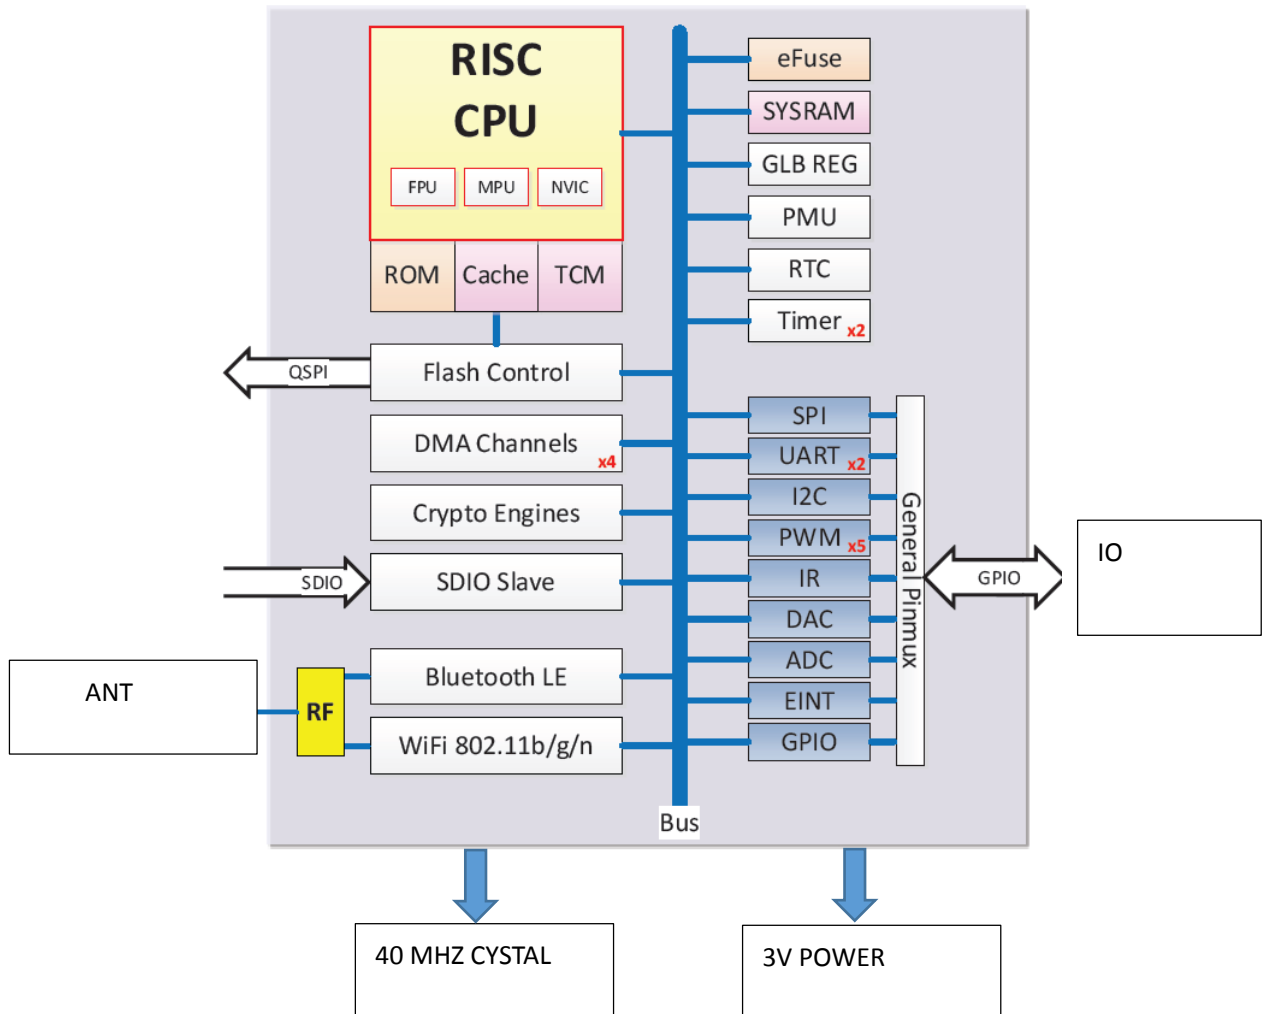 RISC
CPU
FPU
MPU
NVIC
ROM
Cache
TCM
QSPI
Flash Control
DMA Channels x4
Crypto Engines
SDIO
SDIO Slave
ANT
RF
Bluetooth LE
WiFi 802.11b/g/n
Bus
eFuse
SYSRAM
GLB REG
PMU
RTC
Timer x2
SPI
UART x2
I2C
PWM x5
IR
DAC
ADC
EINT
GPIO
General Pinmux
GPIO
IO
40 MHZ CYSTAL
3V POWER